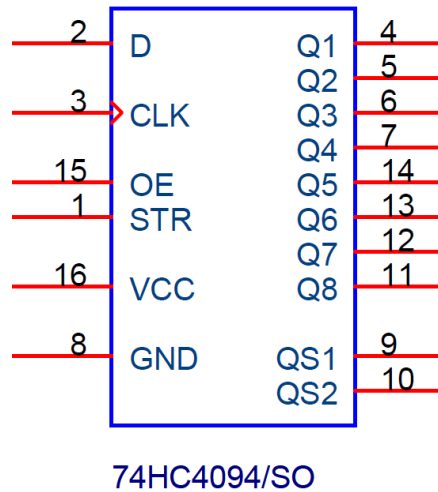 2 D Q1 4
Q2 5
3 CLK Q3 6
Q4 7
15 OE Q5 14
1 STR Q6 13
Q7 12
16 VCC Q8 11
8 GND QS1 9
QS2 10
74HC4094/SO